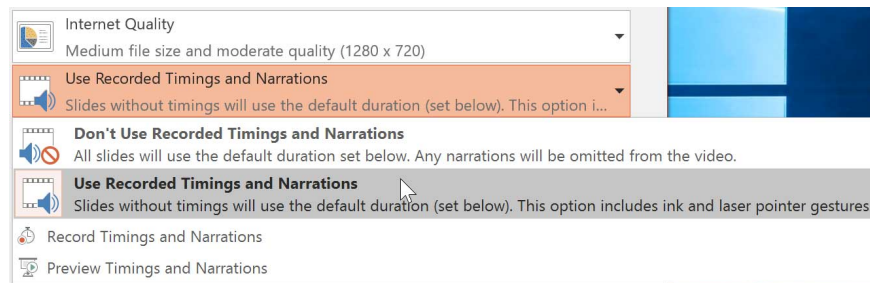 Internet Quality
Medium file size and moderate quality (1280 x 720)
Use Recorded Timings and Narrations
Slides without timings will use the default duration (set below). This option i...
Don't Use Recorded Timings and Narrations
All slides will use the default duration set below. Any narrations will be omitted from the video.
Use Recorded Timings and Narrations
Slides without timings will use the default duration (set below). This option includes ink and laser pointer gestures
Record Timings and Narrations
Preview Timings and Narrations